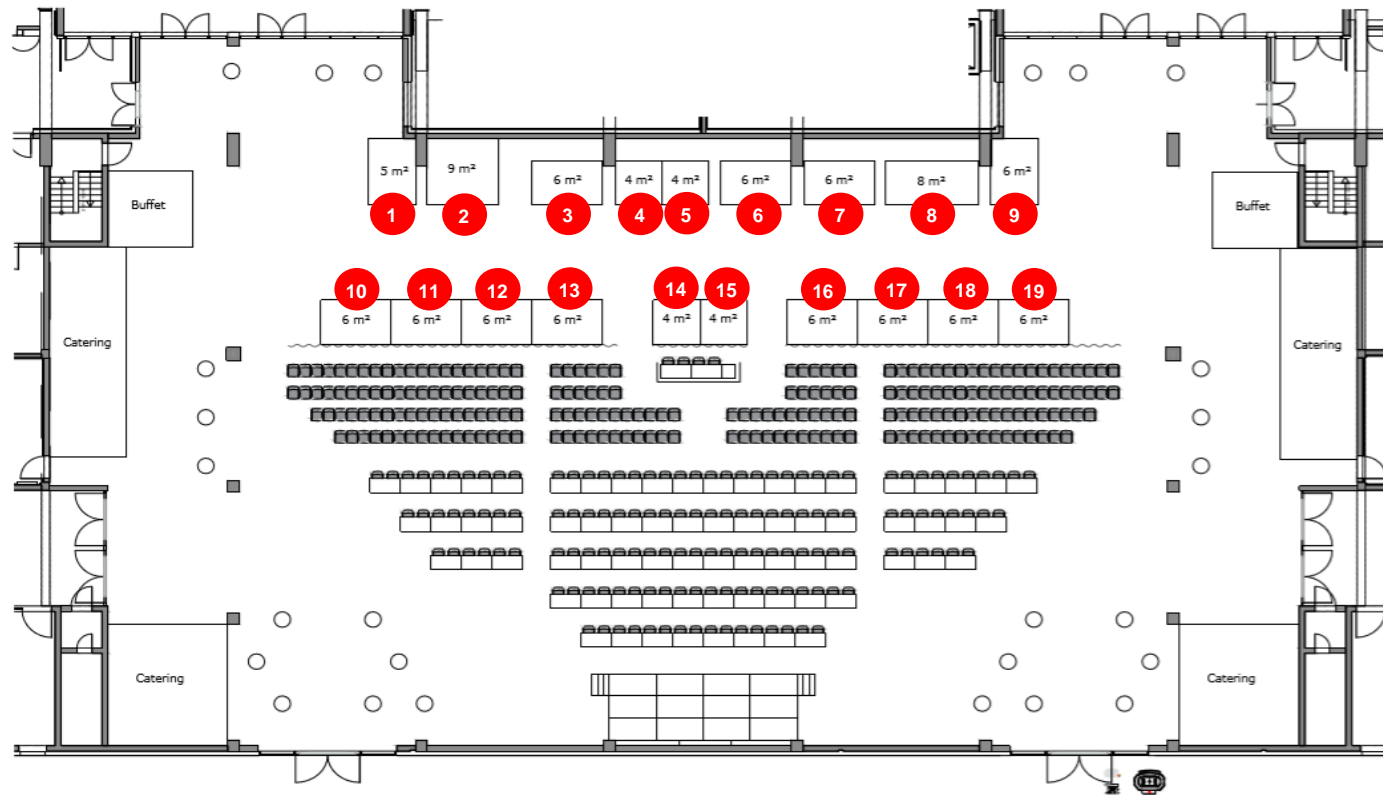 5 m²
9 m²
6 m²
4 m²
4 m²
6 m²
6 m²
8 m²
6 m²
1
2
3
4
5
6
7
8
9
Buffet
Buffet
10
11
12
13
14
15
16
17
18
19
6 m²
6 m²
6 m²
6 m²
4 m²
4 m²
6 m²
6 m²
6 m²
6 m²
Catering
Catering
Catering
Catering